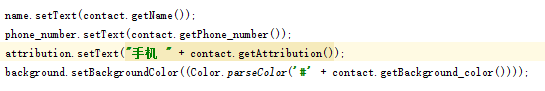 name.setText(contact.getName());
phone_number.setText(contact.getPhone_number());
attribution.setText("手机 " + contact.getAttribution());
background.setBackgroundColor((Color.parseColor('#' + contact.getBackground_color())));